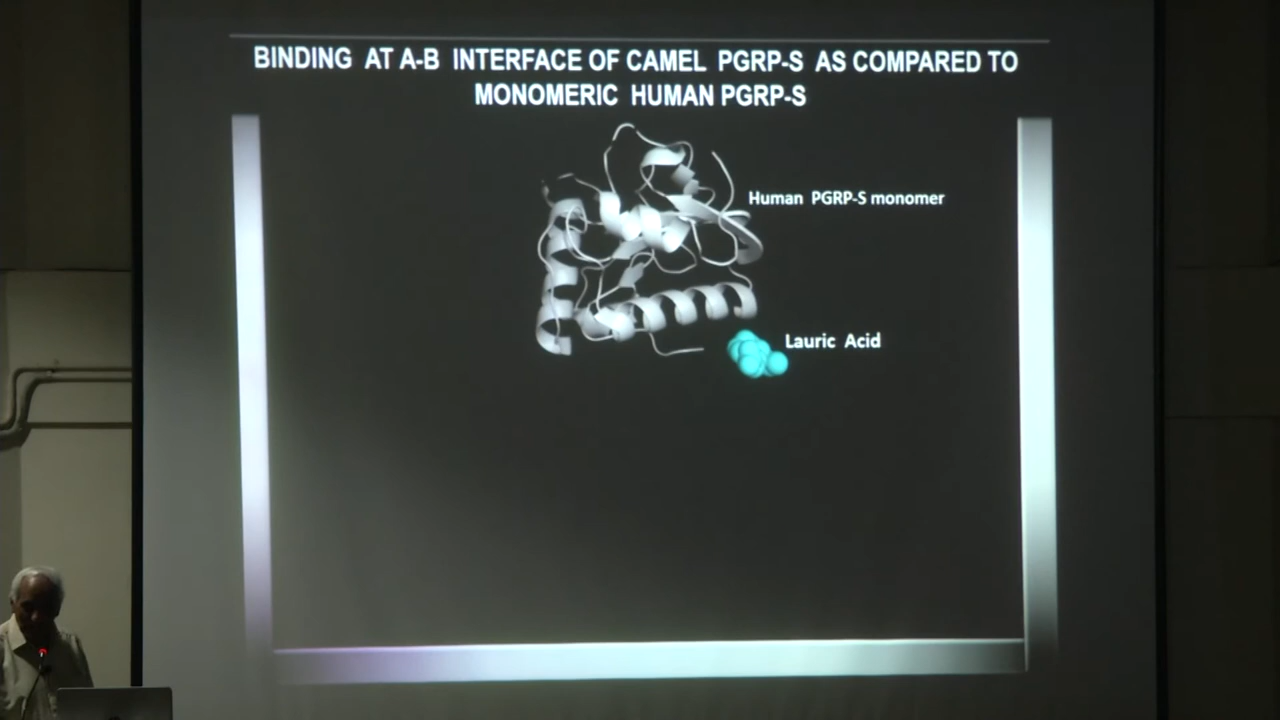 BINDING AT A-B INTERFACE OF CAMEL PGRP-S AS COMPARED TO
MONOMERIC HUMAN PGRP-S
Human PGRP-S monomer
Lauric Acid